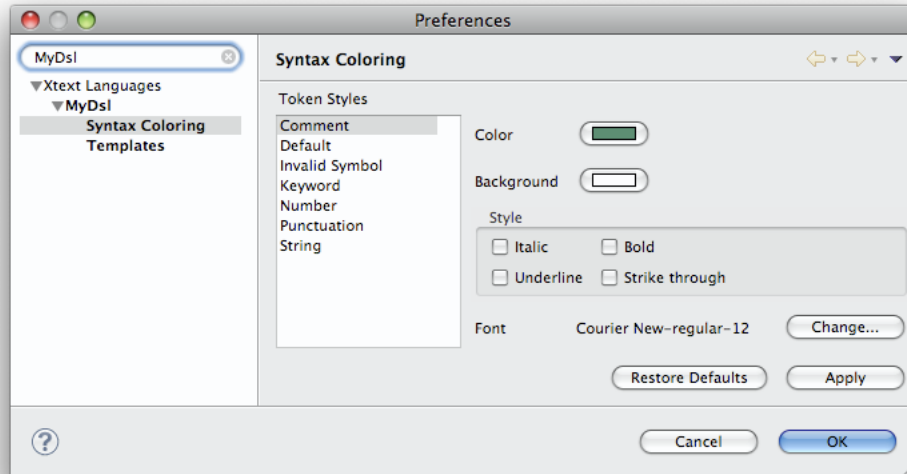 Preferences
MyDsl
Xtext Languages
MyDsl
Syntax Coloring
Templates
Syntax Coloring
Token Styles
Comment
Default
Invalid Symbol
Keyword
Number
Punctuation
String
Color
Background
Style
Italic Bold
Underline Strike through
Font Courier New-regular-12 Change...
Restore Defaults Apply
? Cancel OK